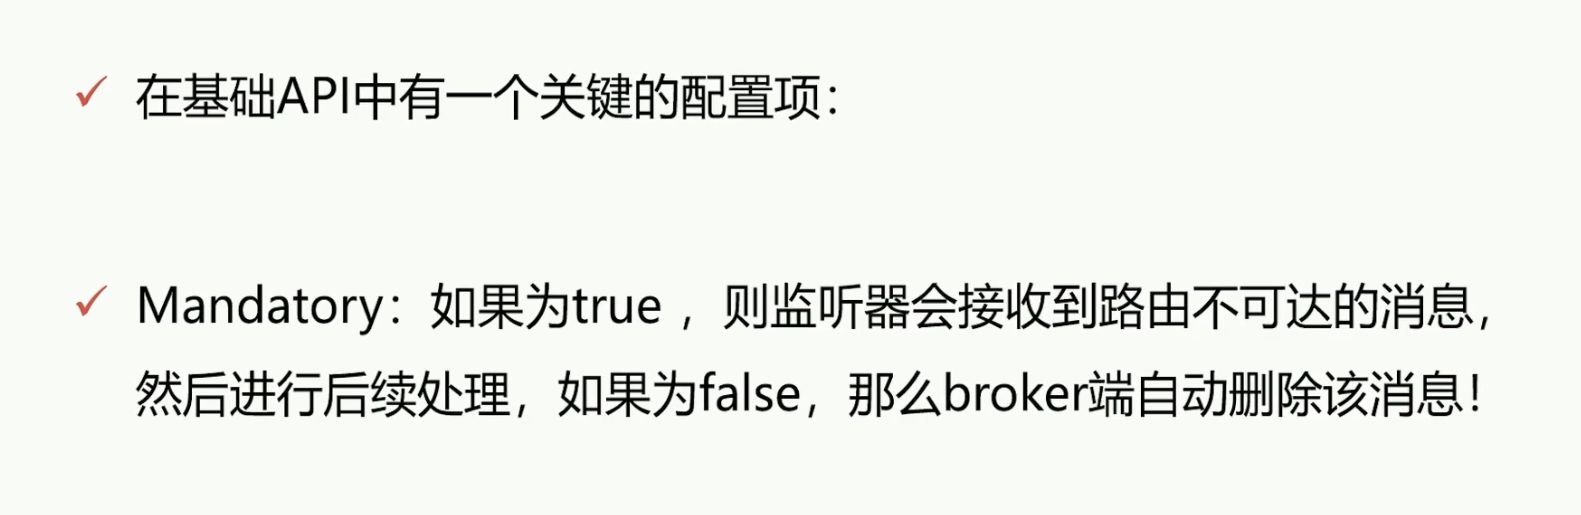 ✓ 在基础API中有一个关键的配置项：
✓ Mandatory：如果为true ，则监听器会接收到路由不可达的消息，
然后进行后续处理，如果为false，那么broker端自动删除该消息！